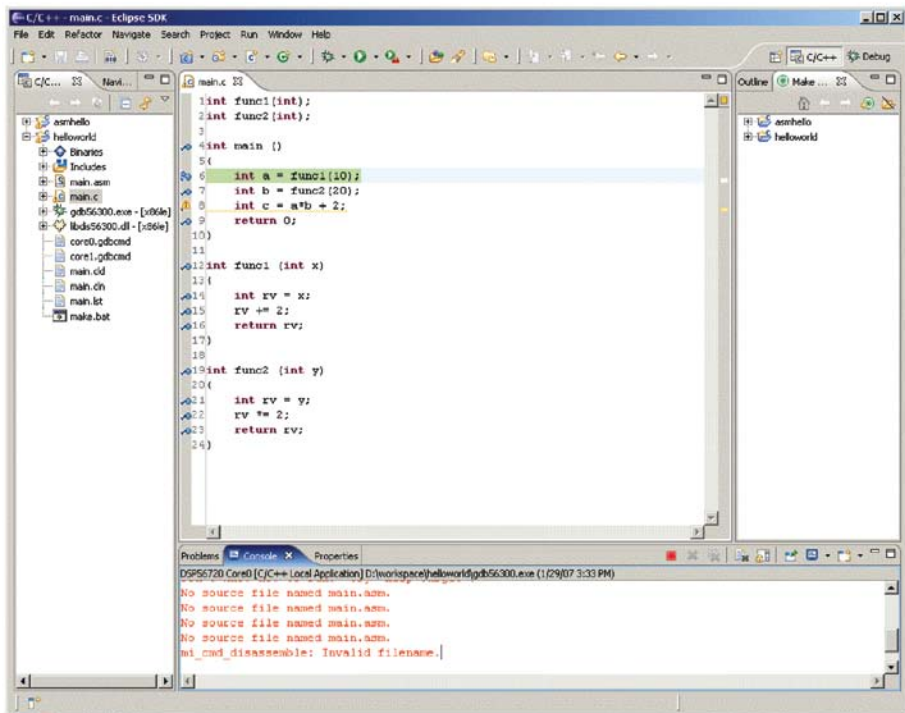 C/C++ - main.c - Eclipse SDK
File Edit Refactor Navigate Search Project Run Window Help
C/C++ Debug
C/C... Navi...
main.c
Outline Make ...
asmhello
helloworld
Binaries
Includes
main.asm
main.c
gdb56300.exe - [x86le]
libdis56300.dll - [x86le]
core0.gdbcmd
core1.gdbcmd
main.cld
main.cln
main.lst
make.bat
1 int func1(int);
2 int func2(int);
3
4 int main ()
5 {
6 int a = func1(10);
7 int b = func2(20);
8 int c = a*b + 2;
9 return 0;
10 }
11
12 int func1 (int x)
13 {
14 int rv = x;
15 rv += 2;
16 return rv;
17 }
18
19 int func2 (int y)
20 {
21 int rv = y;
22 rv *= 2;
23 return rv;
24 }
asmhello
helloworld
Problems Console Properties
DSP56720 Core0 [C/C++ Local Application] D:\workspace\helloworld\gdb56300.exe (1/29/07 3:33 PM)
No source file named main.asm.
No source file named main.asm.
No source file named main.asm.
No source file named main.asm.
mi_cmd_disassemble: Invalid filename.